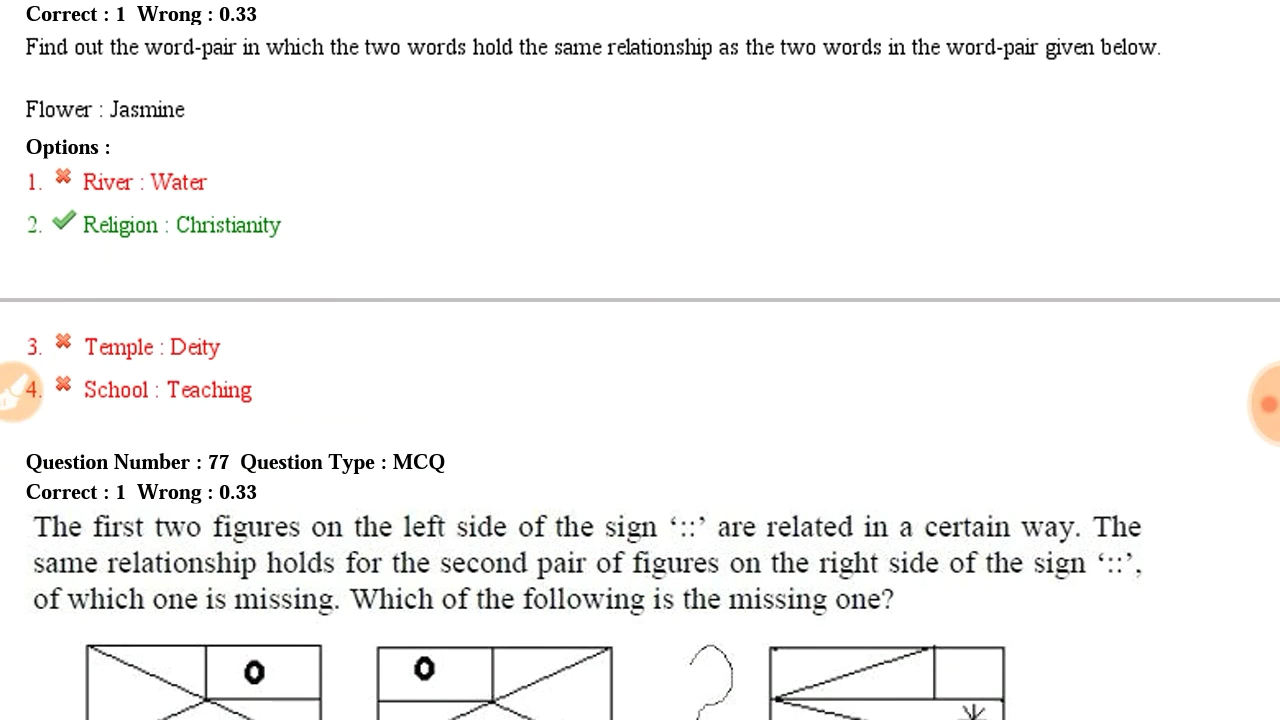 Correct : 1 Wrong : 0.33
Find out the word-pair in which the two words hold the same relationship as the two words in the word-pair given below.
Flower : Jasmine
Options :
1. River : Water
2. Religion : Christianity
3. Temple : Deity
4. School : Teaching
Question Number : 77 Question Type : MCQ
Correct : 1 Wrong : 0.33
The first two figures on the left side of the sign ‘::’ are related in a certain way. The
same relationship holds for the second pair of figures on the right side of the sign ‘::’,
of which one is missing. Which of the following is the missing one?